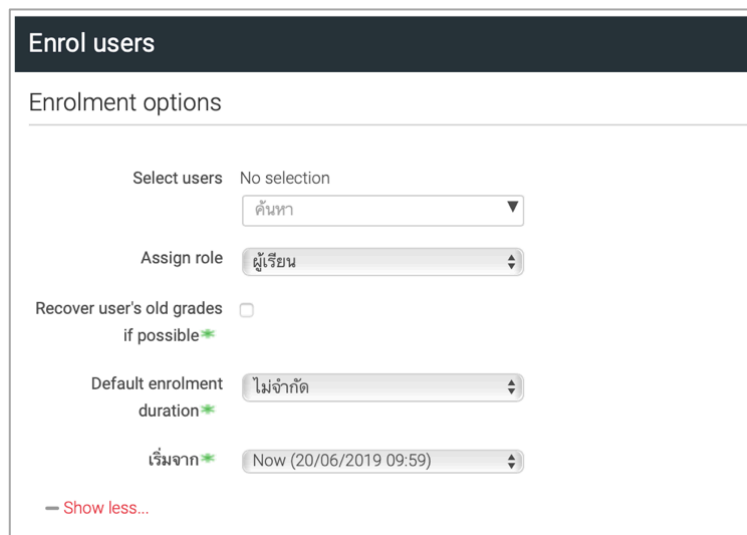 Enrol users
Enrolment options
Select users No selection
ค้นหา
Assign role ผู้เรียน
Recover user's old grades
if possible
Default enrolment ไม่จำกัด
duration
เริ่มจาก Now (20/06/2019 09:59)
Show less...